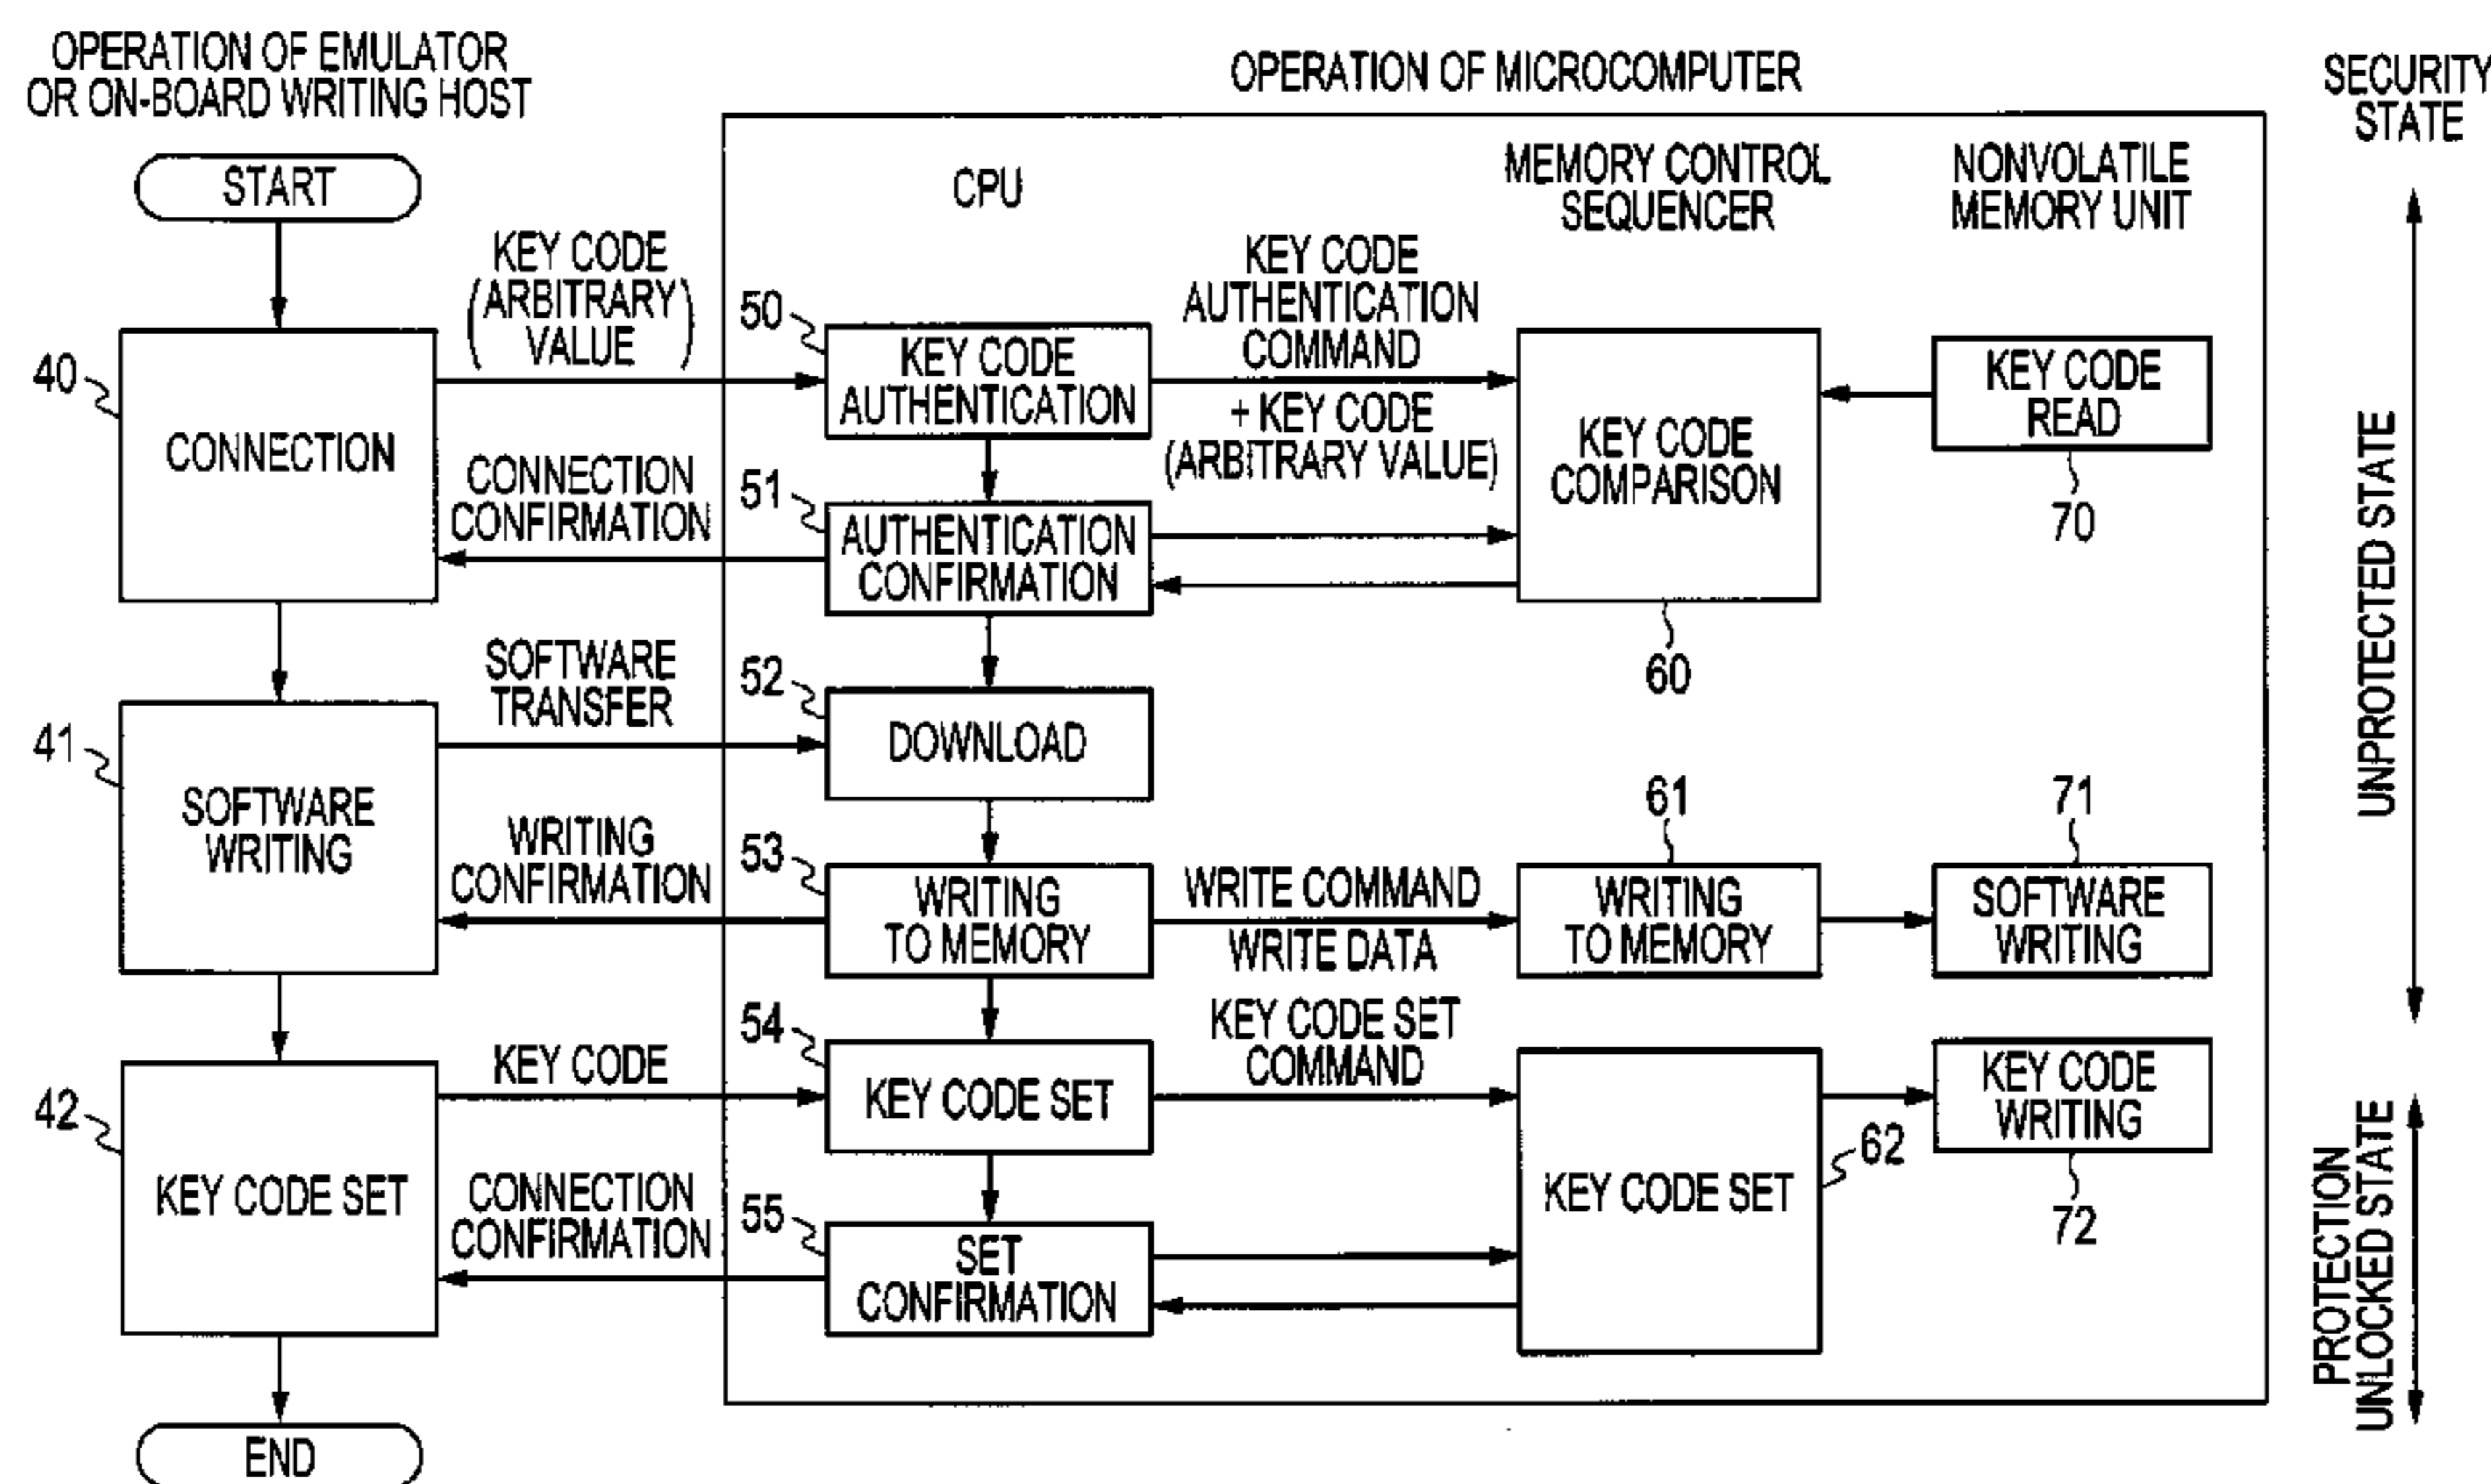 OPERATION OF EMULATOR
OR ON-BOARD WRITING HOST
OPERATION OF MICROCOMPUTER
SECURITY
STATE
START
CPU
MEMORY CONTROL
SEQUENCER
NONVOLATILE
MEMORY UNIT
KEY CODE
(ARBITRARY
VALUE)
40
CONNECTION
50
KEY CODE
AUTHENTICATION
KEY CODE
AUTHENTICATION
COMMAND
+ KEY CODE
(ARBITRARY VALUE)
KEY CODE
COMPARISON
60
KEY CODE
READ
70
CONNECTION
CONFIRMATION
51
AUTHENTICATION
CONFIRMATION
UNPROTECTED STATE
SOFTWARE
TRANSFER
52
DOWNLOAD
41
SOFTWARE
WRITING
WRITING
CONFIRMATION
53
WRITING
TO MEMORY
WRITE COMMAND
WRITE DATA
61
WRITING
TO MEMORY
71
SOFTWARE
WRITING
42
KEY CODE SET
KEY CODE
54
KEY CODE SET
KEY CODE SET
COMMAND
KEY CODE SET
62
KEY CODE
WRITING
72
CONNECTION
CONFIRMATION
55
SET
CONFIRMATION
PROTECTION
UNLOCKED STATE
END